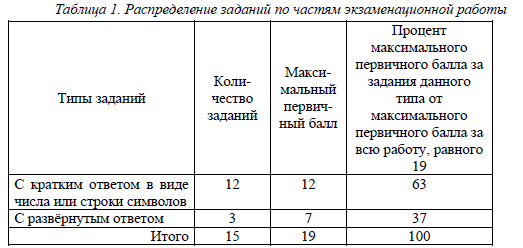 Таблица 1. Распределение заданий по частям экзаменационной работы
Типы заданий
Коли-
чество
заданий
Макси-
мальный
первич-
ный балл
Процент
максимального
первичного балла за
задания данного
типа от
максимального
первичного балла за
всю работу, равного
19
С кратким ответом в виде
числа или строки символов
12
12
63
С развёрнутым ответом
3
7
37
Итого
15
19
100